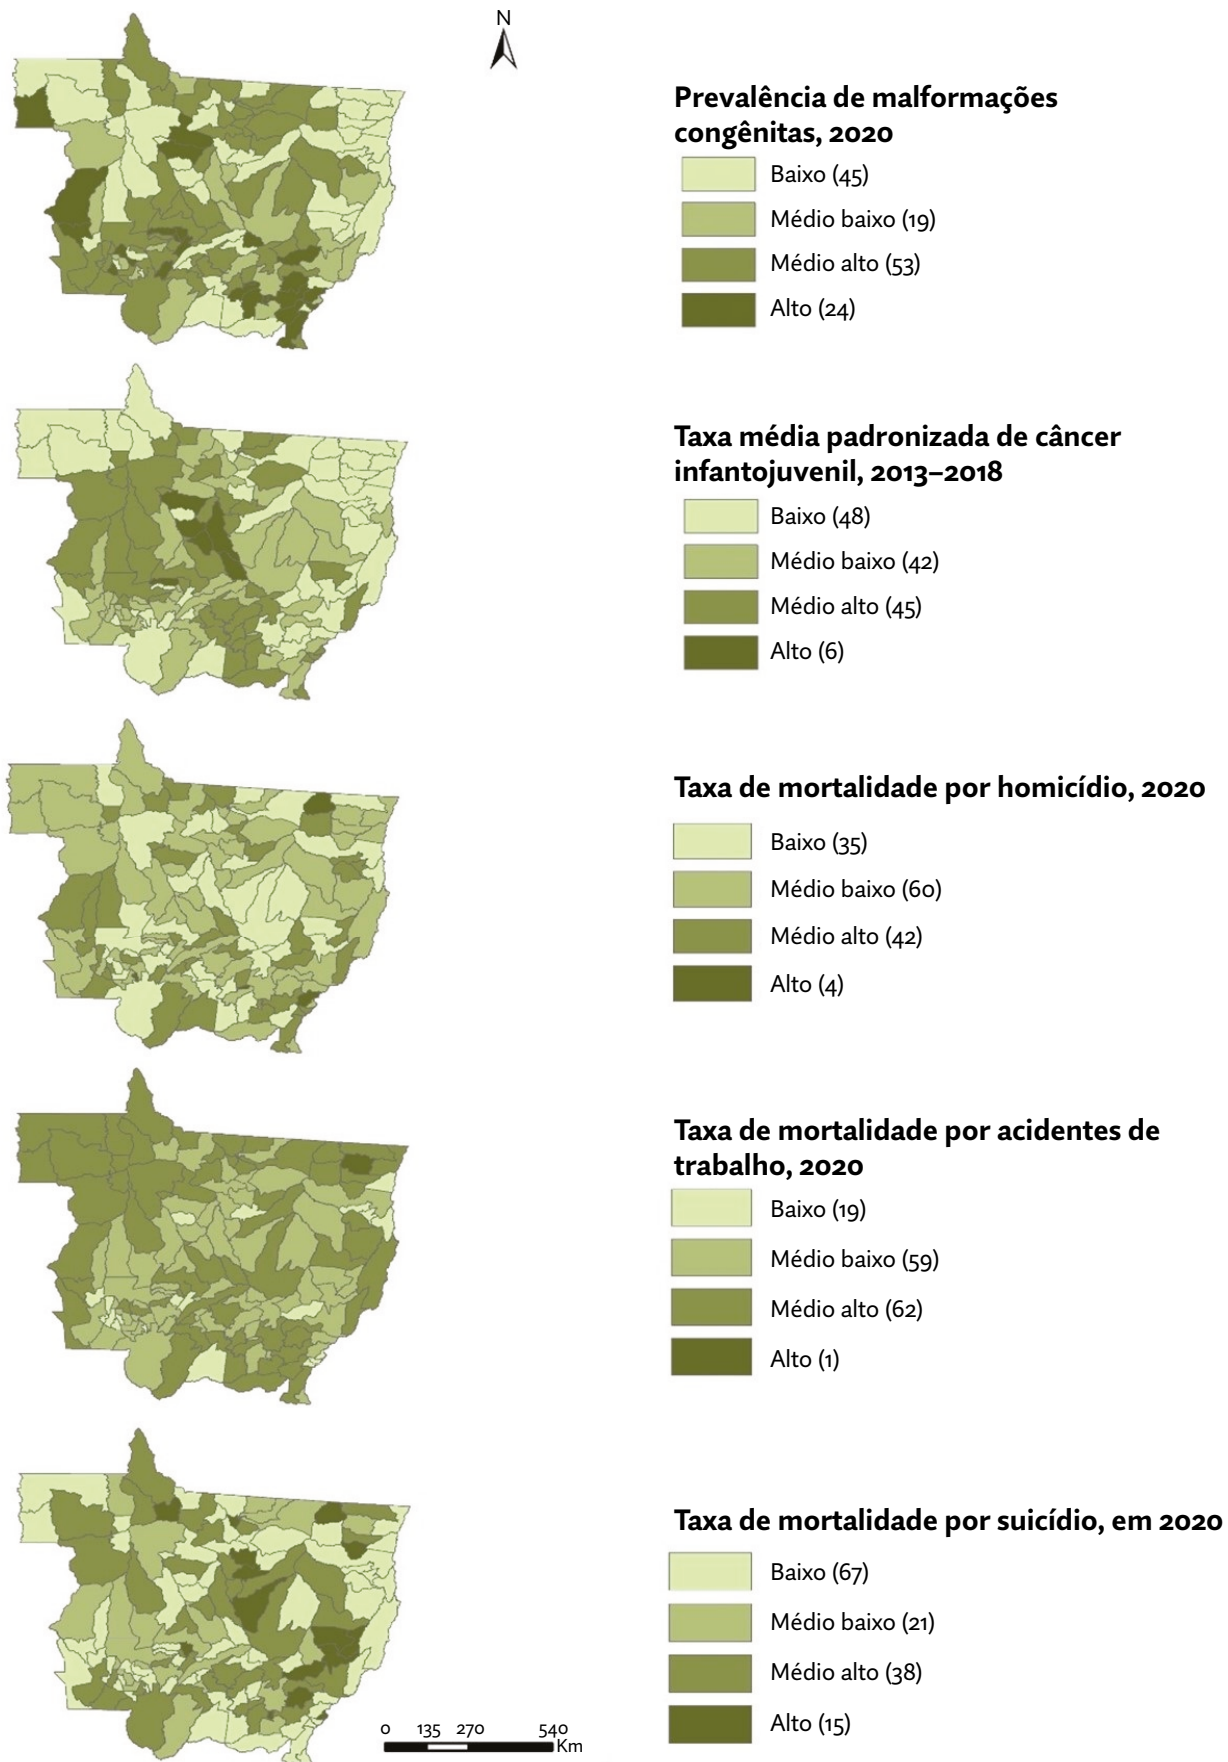 N
Prevalência de malformações
congênitas, 2020
Baixo (45)
Médio baixo (19)
Médio alto (53)
Alto (24)
Taxa média padronizada de câncer
infantojuvenil, 2013–2018
Baixo (48)
Médio baixo (42)
Médio alto (45)
Alto (6)
Taxa de mortalidade por homicídio, 2020
Baixo (35)
Médio baixo (60)
Médio alto (42)
Alto (4)
Taxa de mortalidade por acidentes de
trabalho, 2020
Baixo (19)
Médio baixo (59)
Médio alto (62)
Alto (1)
Taxa de mortalidade por suicídio, em 2020
Baixo (67)
Médio baixo (21)
Médio alto (38)
Alto (15)
0 135 270 540
Km